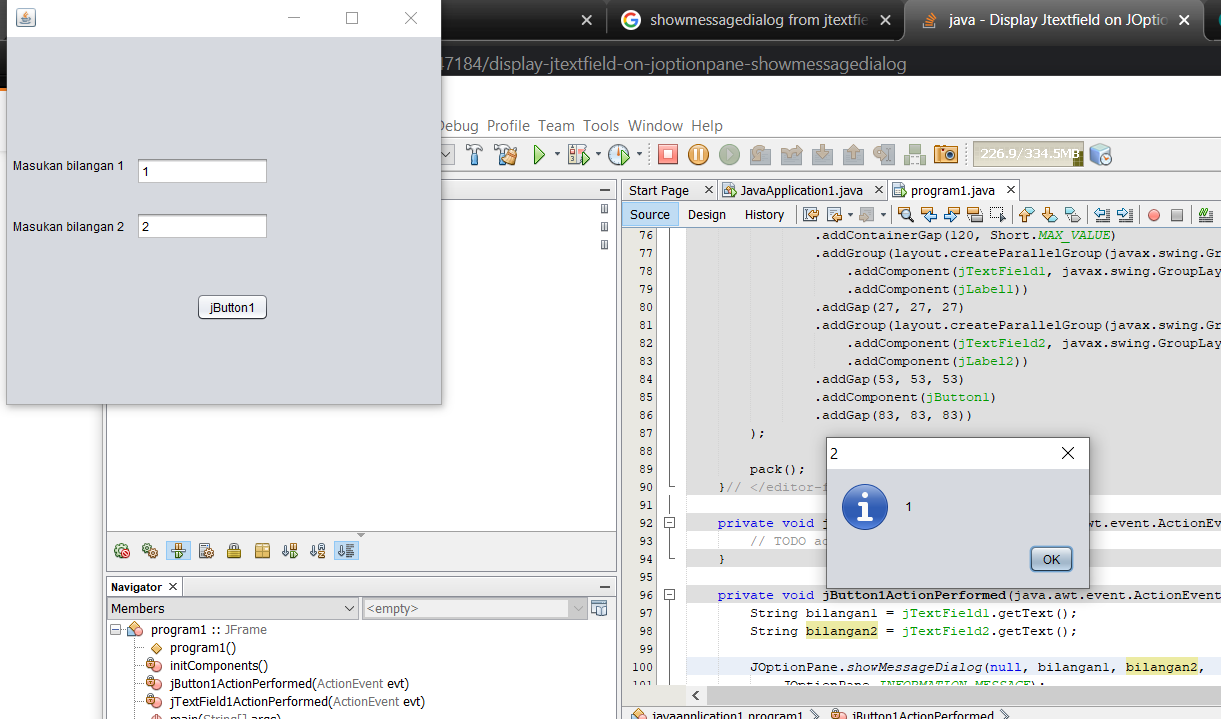 showmessagedialog from jtextfie
java - Display Jtextfield on JOptio
47184/display-jtextfield-on-joptionpane-showmessagedialog
Debug Profile Team Tools Window Help
226.9/334.5MB
Masukan bilangan 1
1
Masukan bilangan 2
2
jButton1
Start Page
JavaApplication1.java
program1.java
Source Design History
76 .addContainerGap(120, Short.MAX_VALUE)
77 .addGroup(layout.createParallelGroup(javax.swing.Gr
78 .addComponent(jTextField1, javax.swing.GroupLay
79 .addComponent(jLabel1))
80 .addGap(27, 27, 27)
81 .addGroup(layout.createParallelGroup(javax.swing.Gr
82 .addComponent(jTextField2, javax.swing.GroupLay
83 .addComponent(jLabel2))
84 .addGap(53, 53, 53)
85 .addComponent(jButton1)
86 .addGap(83, 83, 83))
87 );
88
89 pack();
90 }// </editor-f
91
92 private void j wt.event.ActionEv
93 // TODO ad
94 }
95
96 private void jButton1ActionPerformed(java.awt.event.ActionEvent
97 String bilangan1 = jTextField1.getText();
98 String bilangan2 = jTextField2.getText();
99
100 JOptionPane.showMessageDialog(null, bilangan1, bilangan2,
101 JOptionPane.INFORMATION_MESSAGE);
2
1
OK
Navigator
Members
<empty>
program1 :: JFrame
program1()
initComponents()
jButton1ActionPerformed(ActionEvent evt)
jTextField1ActionPerformed(ActionEvent evt)
main(String[] args)
javaapplication1.program1
jButton1ActionPerformed